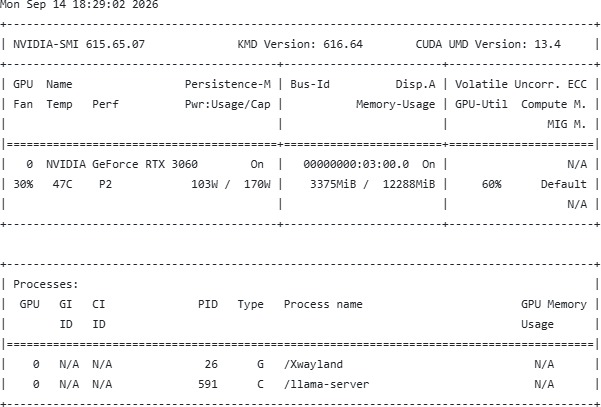 Mon Sep 14 18:29:02 2026
+-----------------------------------------------------------------------------------------+
| NVIDIA-SMI 615.65.07              KMD Version: 616.64        CUDA UMD Version: 13.4     |
+-----------------------------------------+------------------------+----------------------+
| GPU  Name                 Persistence-M | Bus-Id          Disp.A | Volatile Uncorr. ECC |
| Fan  Temp   Perf          Pwr:Usage/Cap |           Memory-Usage | GPU-Util  Compute M. |
|                                         |                        |               MIG M. |
|=========================================+========================+======================|
|   0  NVIDIA GeForce RTX 3060        On  |   00000000:03:00.0  On |                  N/A |
| 30%   47C    P2            103W /  170W |    3375MiB /  12288MiB |     60%      Default |
|                                         |                        |                  N/A |
+-----------------------------------------+------------------------+----------------------+

+-----------------------------------------------------------------------------------------+
| Processes:                                                                              |
|  GPU   GI   CI              PID   Type   Process name                        GPU Memory |
|        ID   ID                                                               Usage      |
|=========================================================================================|
|    0   N/A  N/A              26      G   /Xwayland                             N/A      |
|    0   N/A  N/A             591      C   /llama-server                         N/A      |
+-----------------------------------------------------------------------------------------+